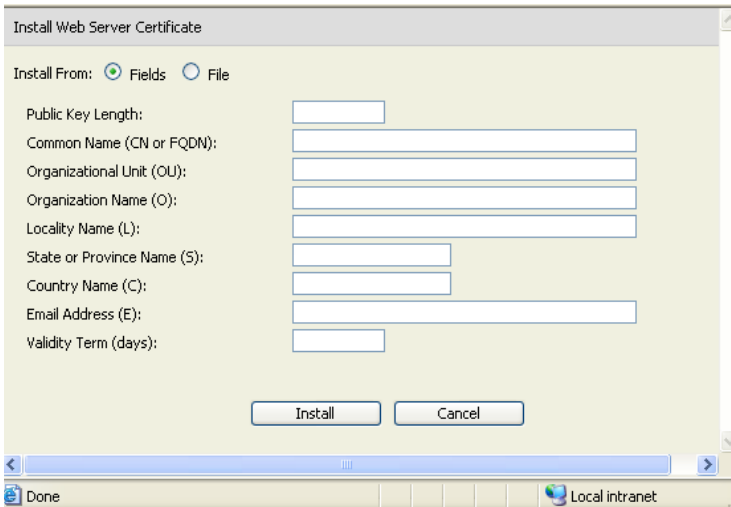 Install Web Server Certificate
Install From: Fields File
Public Key Length:
Common Name (CN or FQDN):
Organizational Unit (OU):
Organization Name (O):
Locality Name (L):
State or Province Name (S):
Country Name (C):
Email Address (E):
Validity Term (days):
Install Cancel
Done Local intranet